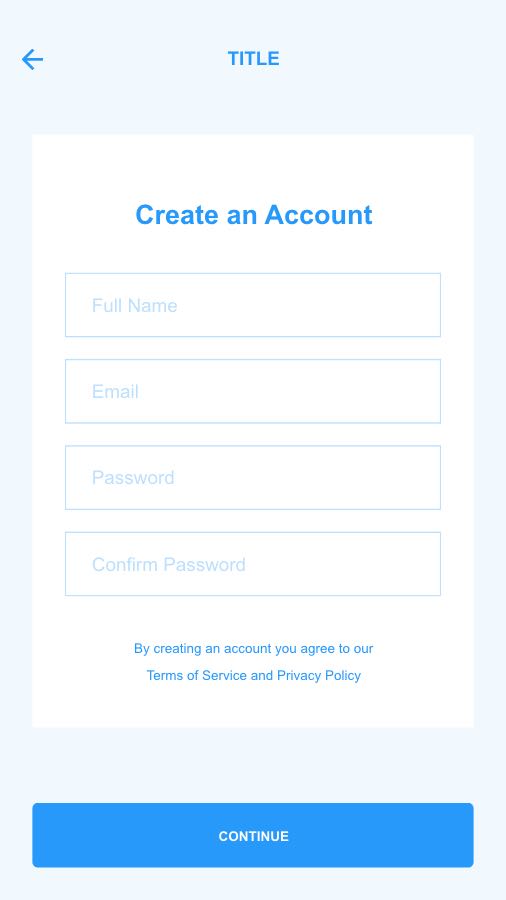 TITLE
Create an Account
Full Name
Email
Password
Confirm Password
By creating an account you agree to our
Terms of Service and Privacy Policy
CONTINUE